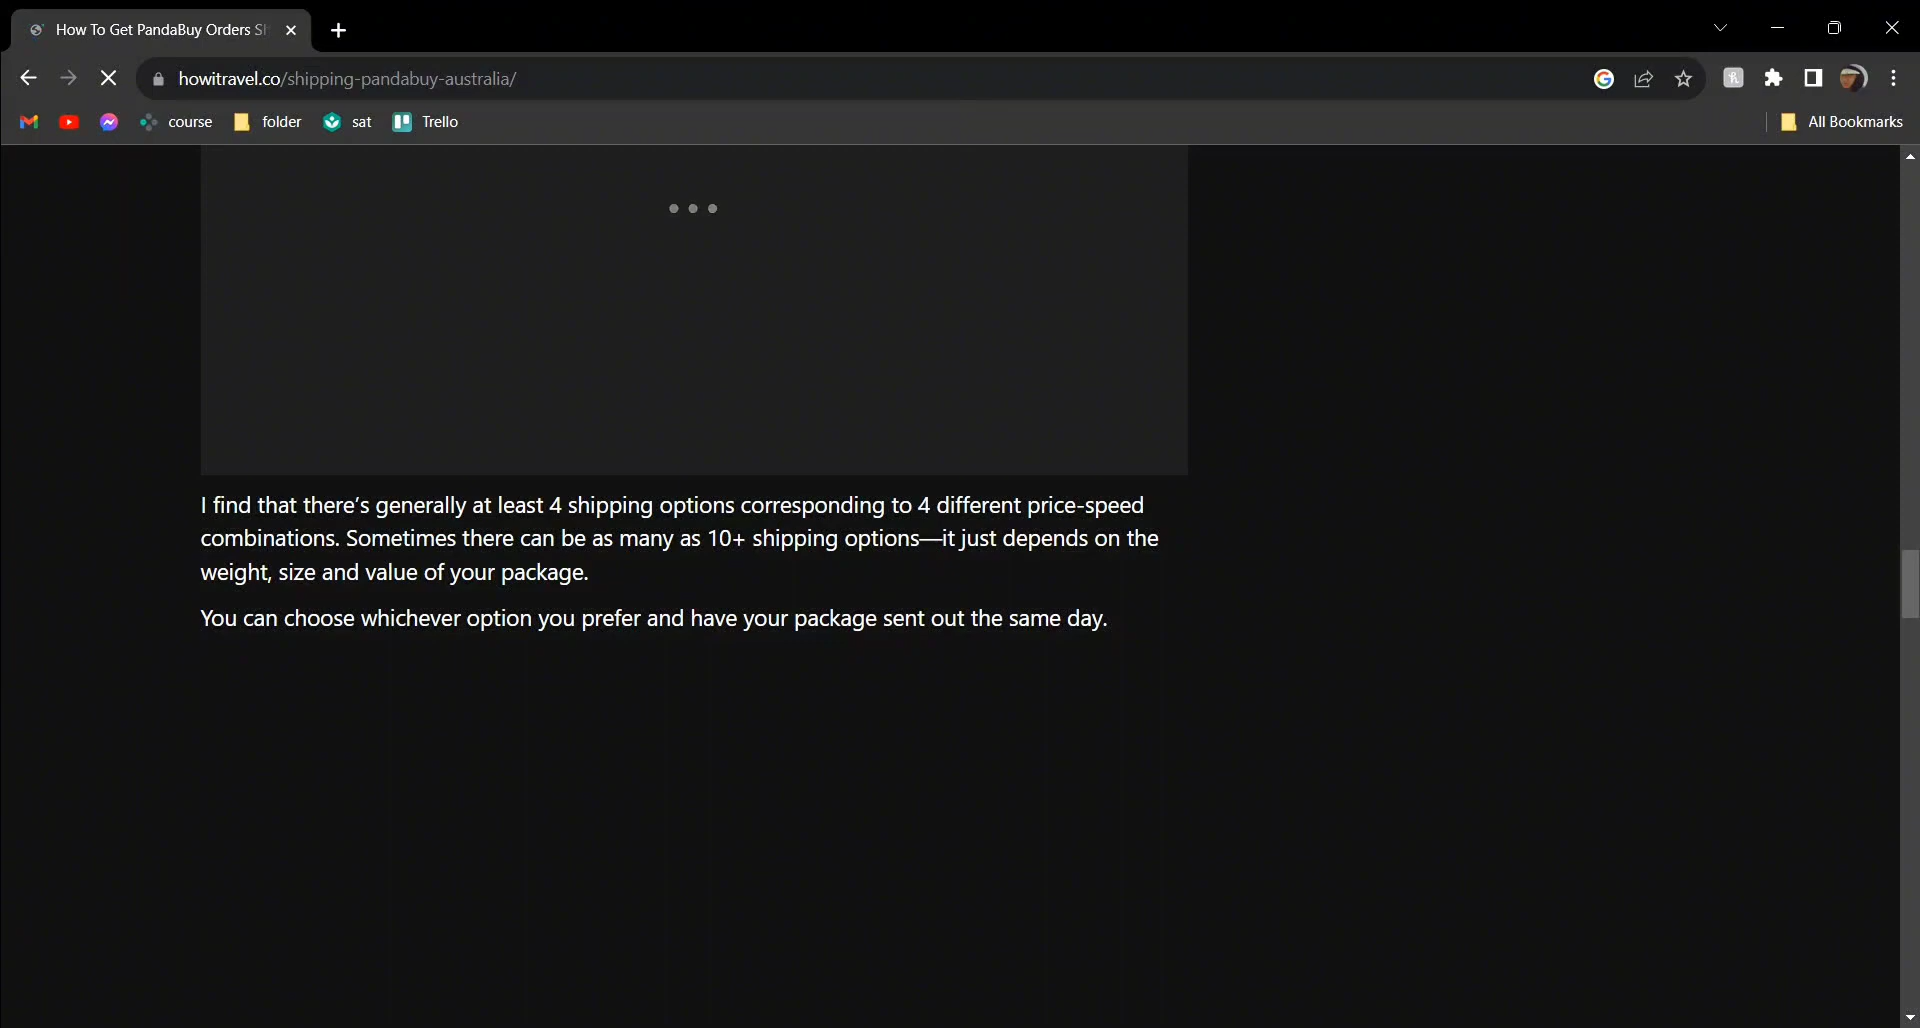 How To Get PandaBuy Orders
howitravel.co/shipping-pandabuy-australia/
course folder sat Trello All Bookmarks
I find that there's generally at least 4 shipping options corresponding to 4 different price-speed
combinations. Sometimes there can be as many as 10+ shipping options—it just depends on the
weight, size and value of your package.
You can choose whichever option you prefer and have your package sent out the same day.